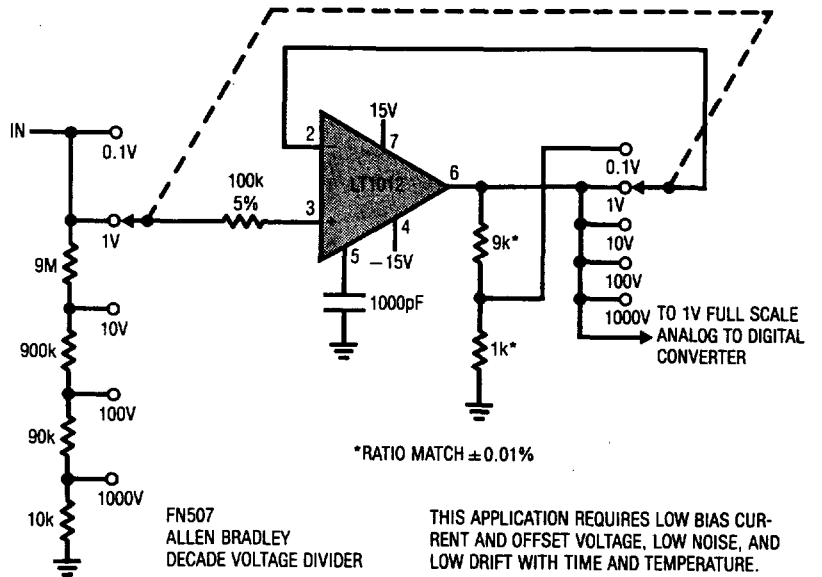 IN
0.1V
1V
9M
10V
900k
100V
90k
1000V
10k
100k
5%
2
3
15V
7
LT1012
6
4
−15V
5
1000pF
9k*
1k*
0.1V
1V
10V
100V
1000V
TO 1V FULL SCALE
ANALOG TO DIGITAL
CONVERTER
*RATIO MATCH ±0.01%
FN507
ALLEN BRADLEY
DECADE VOLTAGE DIVIDER
THIS APPLICATION REQUIRES LOW BIAS CUR-
RENT AND OFFSET VOLTAGE, LOW NOISE, AND
LOW DRIFT WITH TIME AND TEMPERATURE.